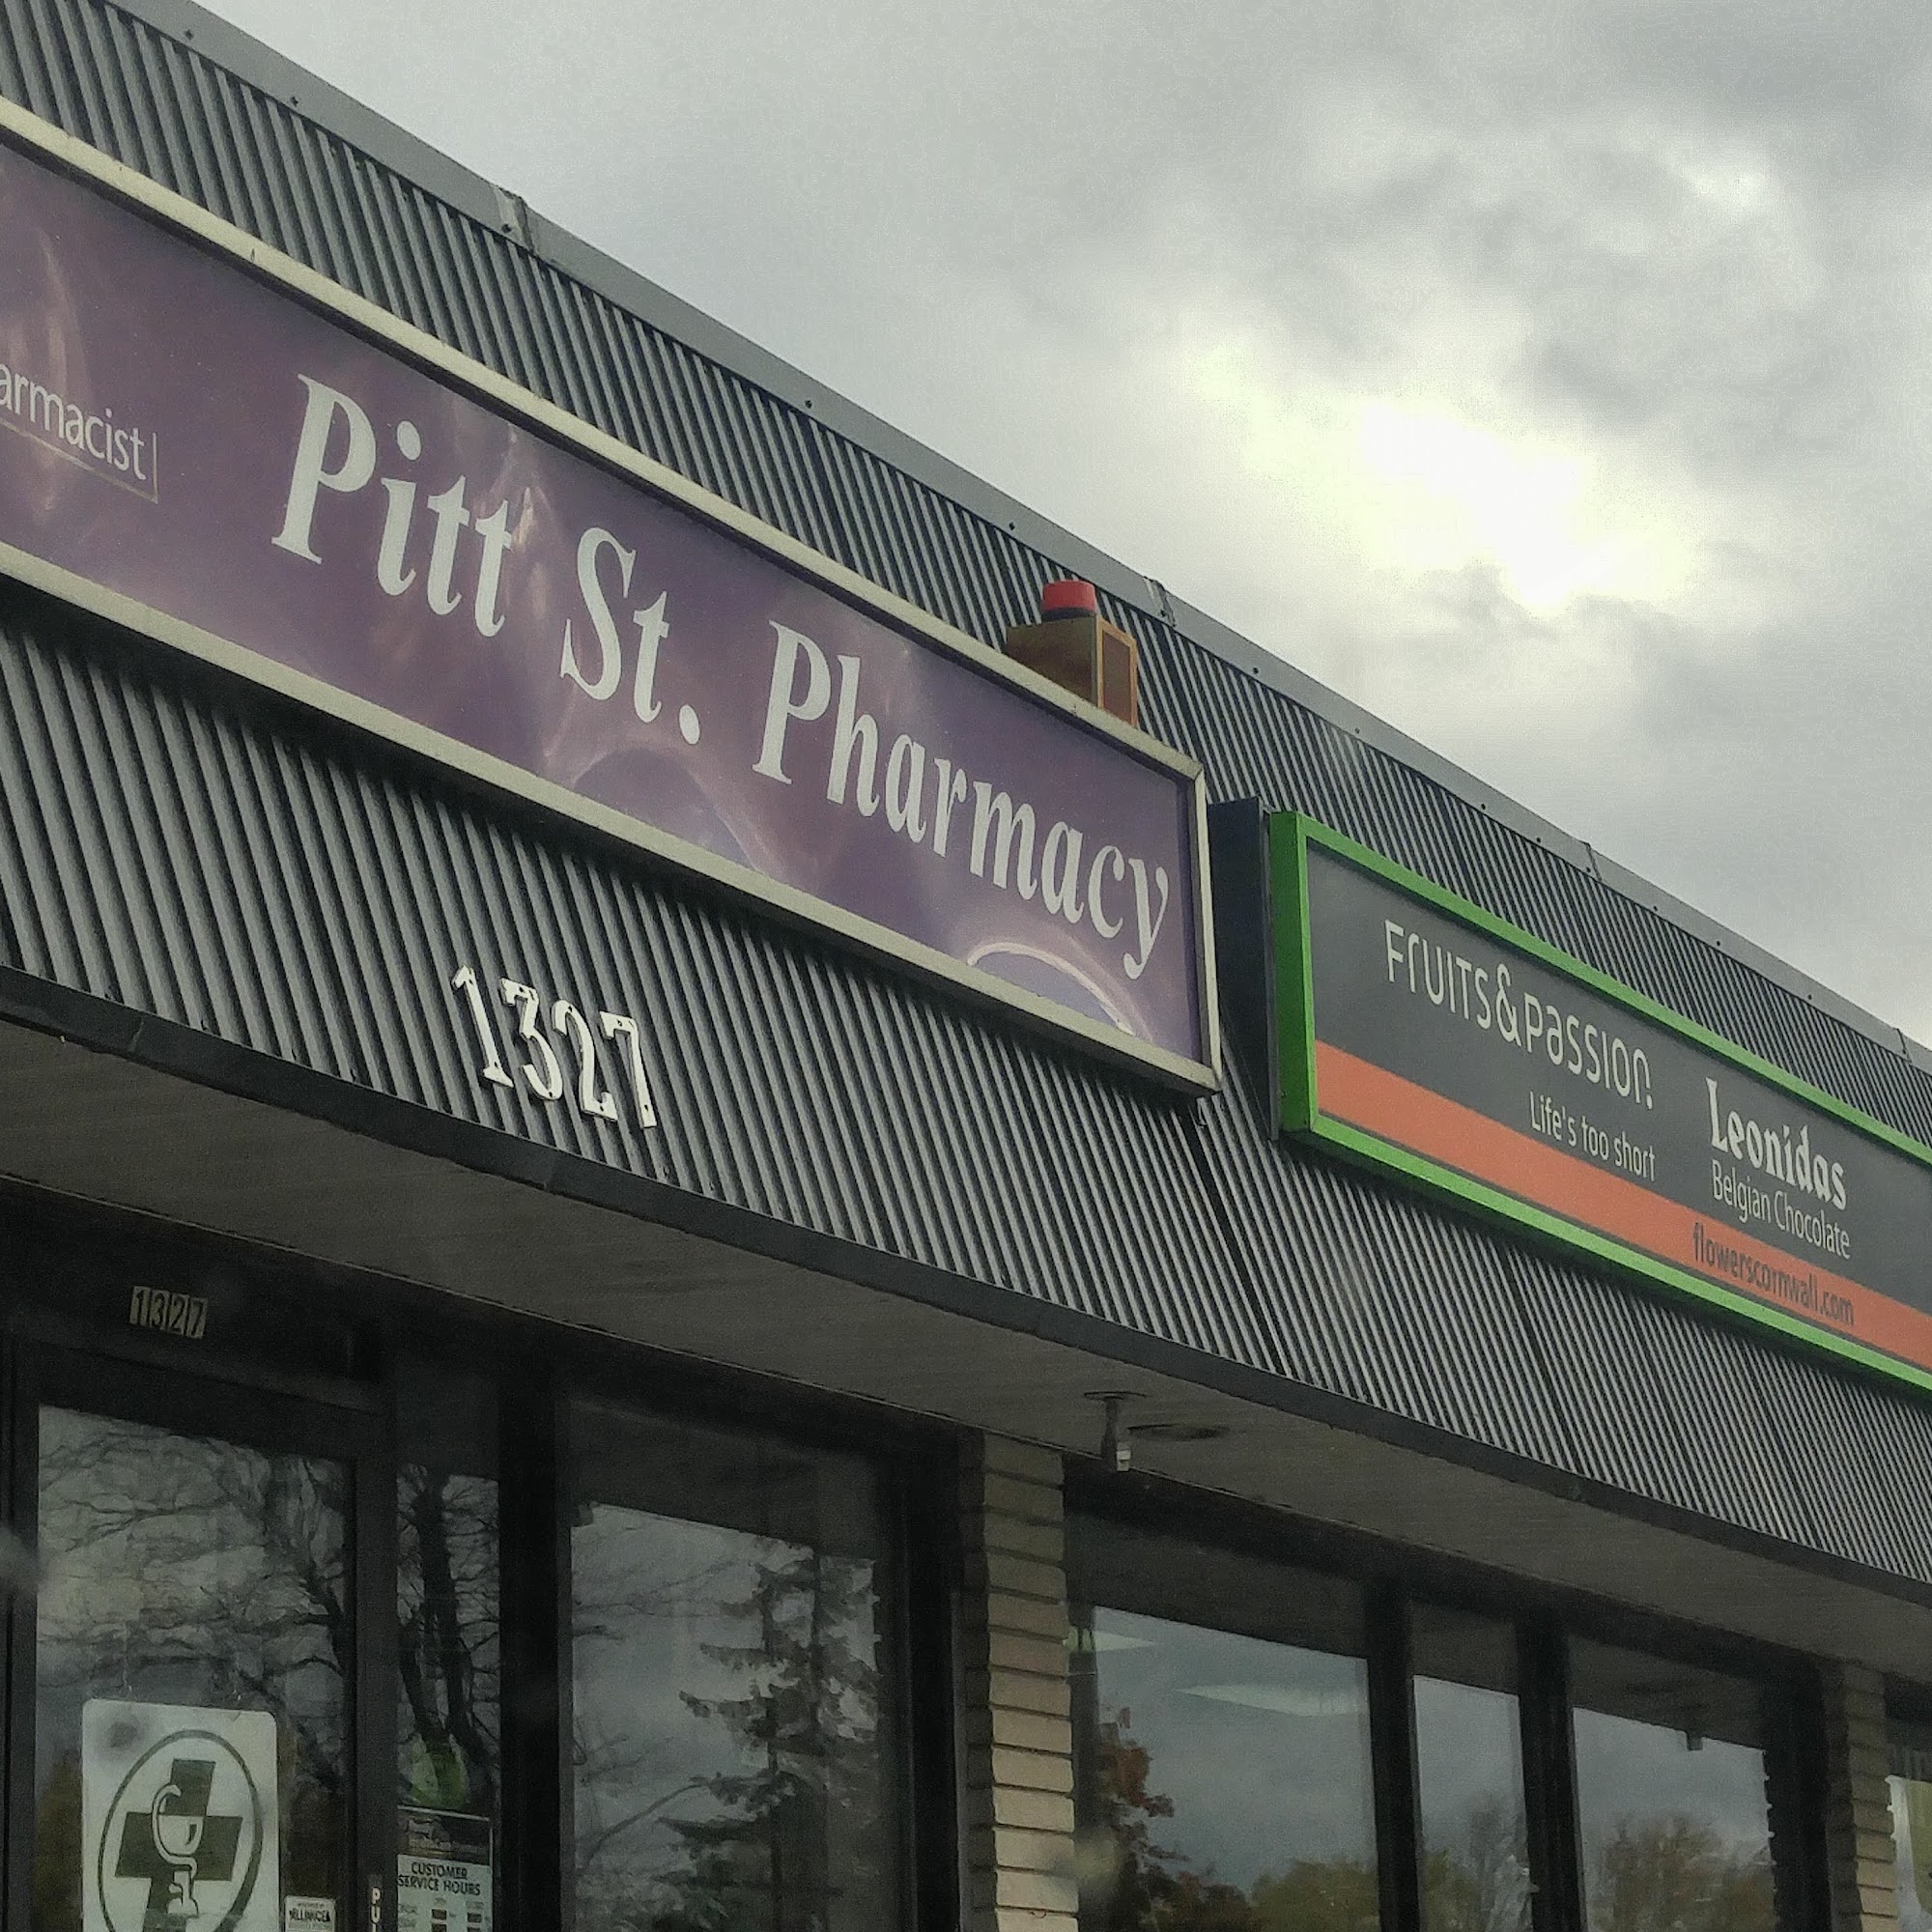 armacist
Pitt St. Pharmacy
1327
Fruits&Passion
Life's too short
Leonidas
Belgian Chocolate
flowerscornwall.com
1327
CUSTOMER
SERVICE HOURS
PU